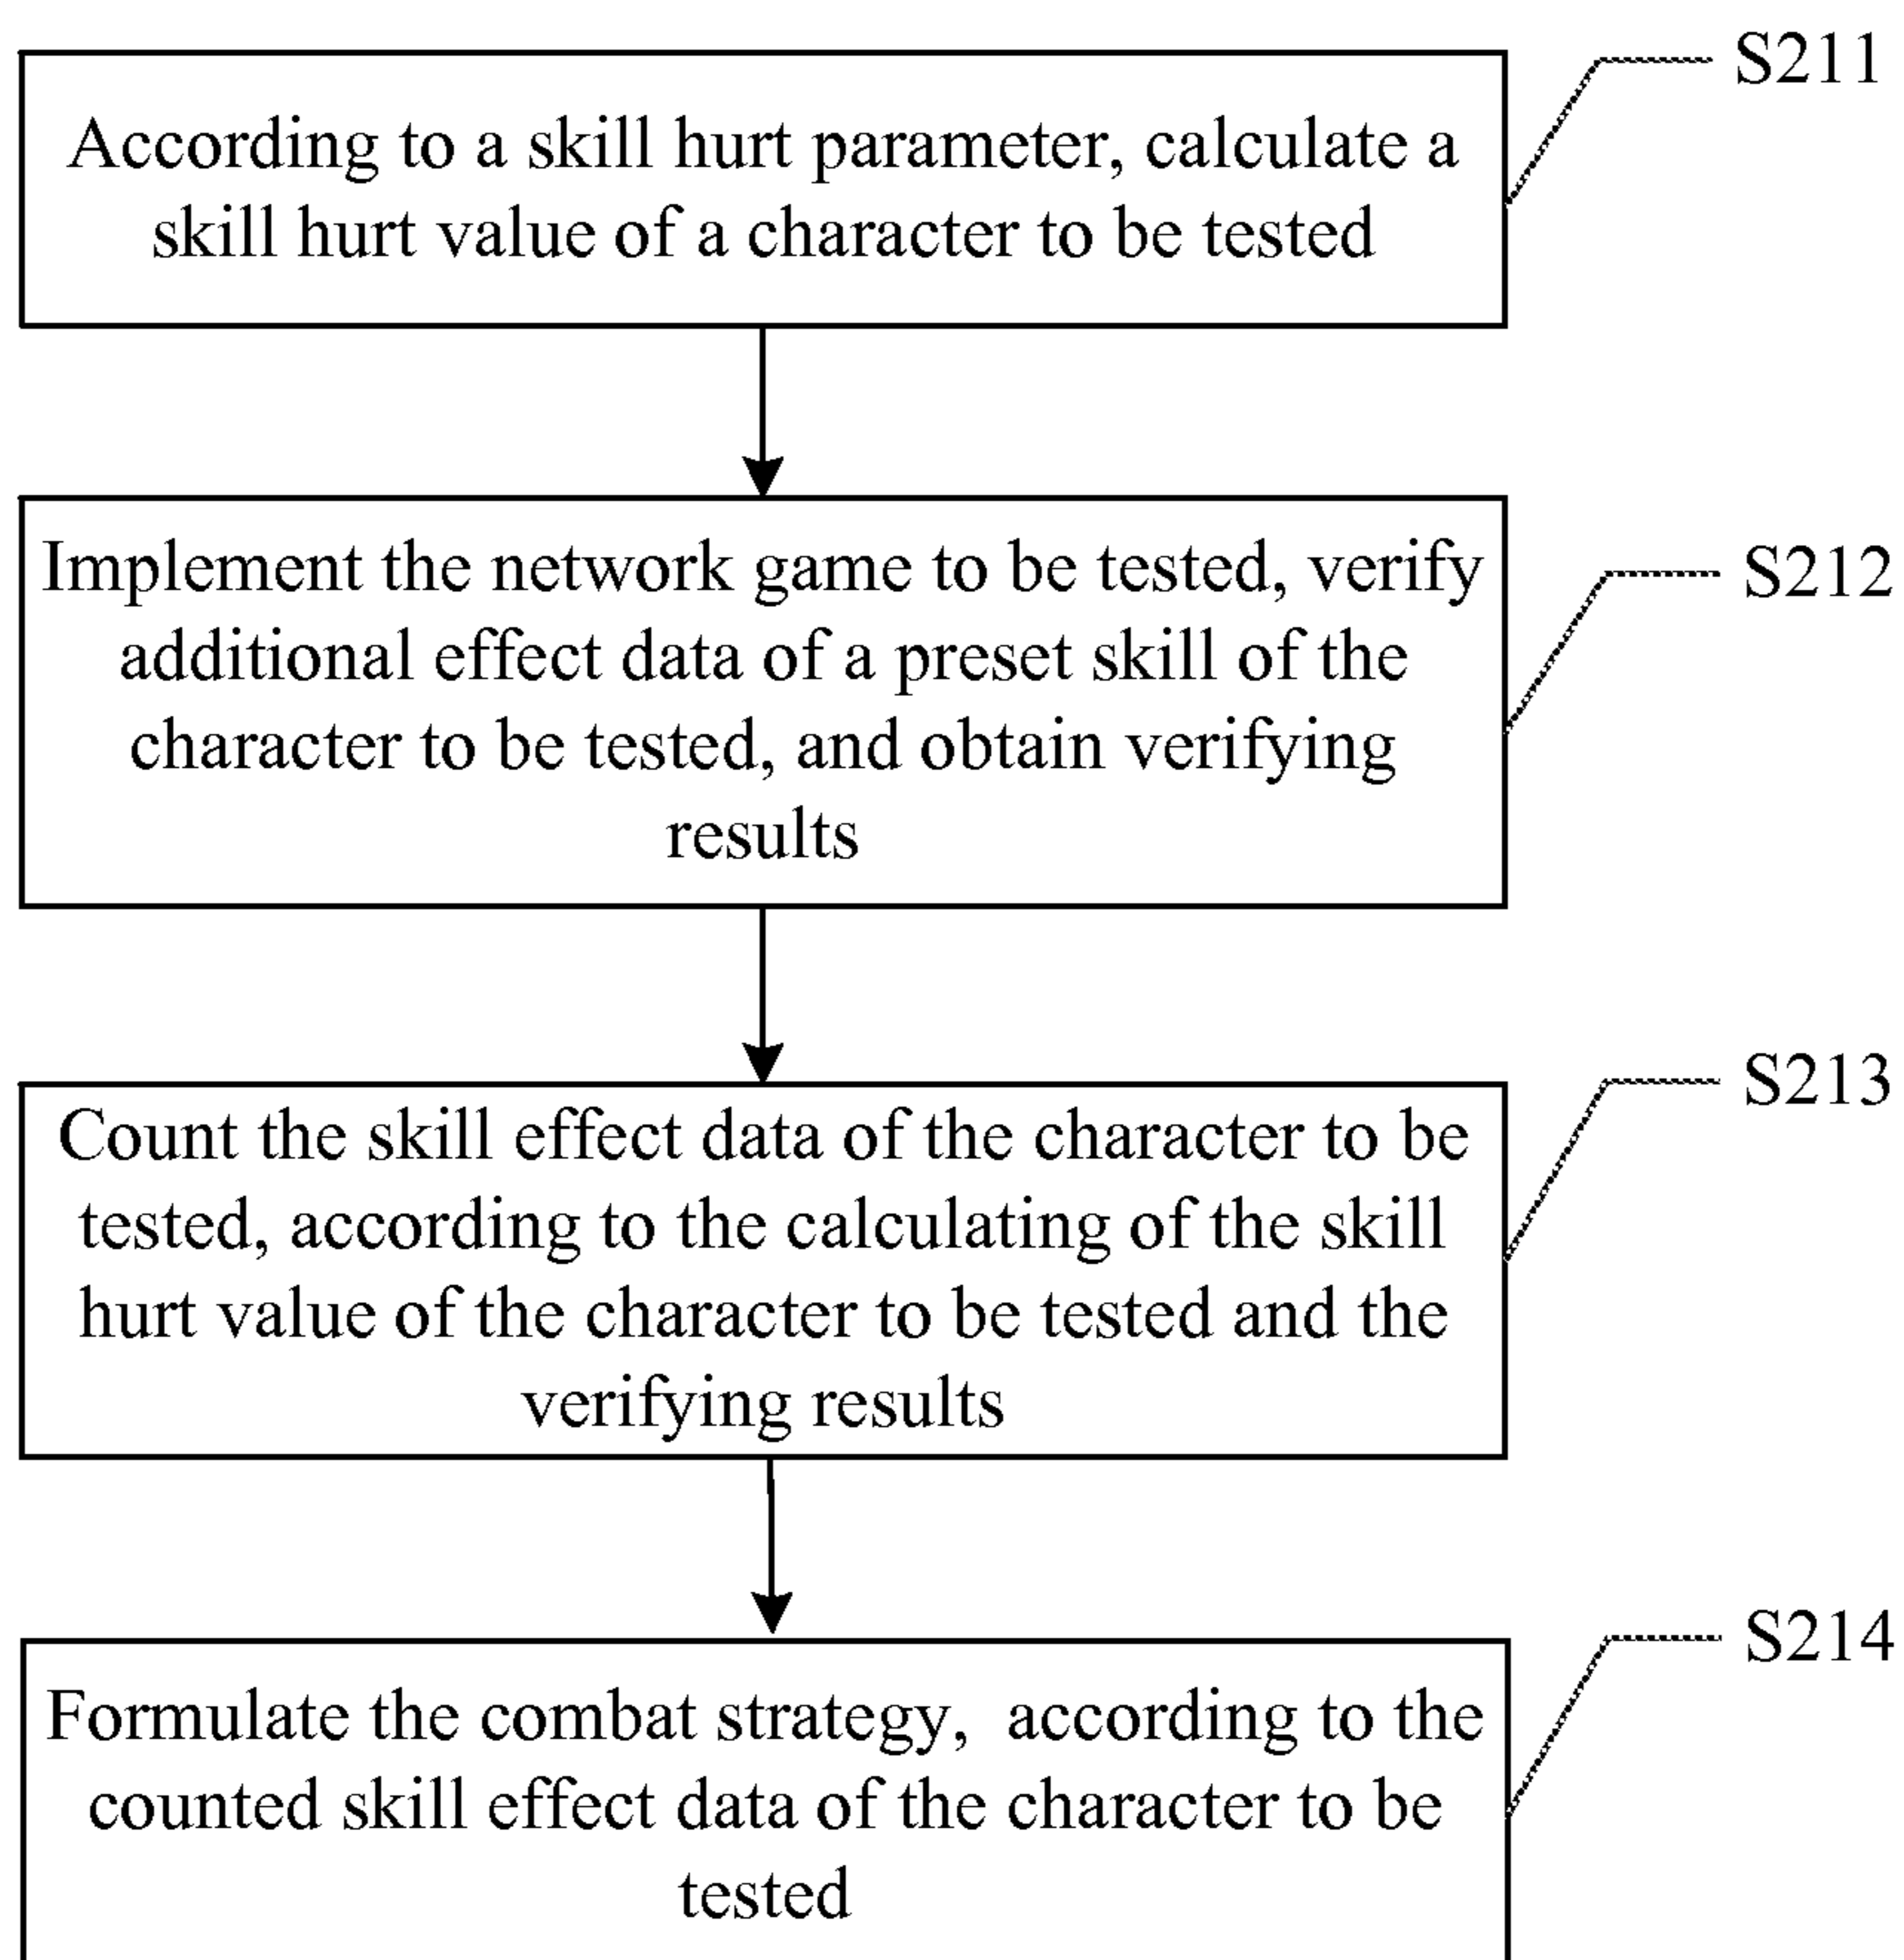 S211
According to a skill hurt parameter, calculate a
skill hurt value of a character to be tested
Implement the network game to be tested, verify
additional effect data of a preset skill of the
character to be tested, and obtain verifying
results
S212
Count the skill effect data of the character to be
tested, according to the calculating of the skill
hurt value of the character to be tested and the
verifying results
S213
Formulate the combat strategy, according to the
counted skill effect data of the character to be
tested
S214